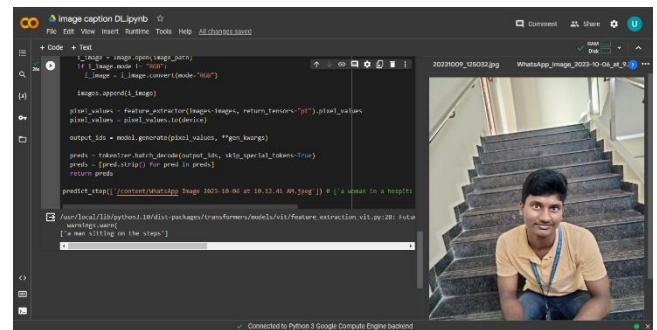 image caption DL.ipynb
File Edit View Insert Runtime Tools Help All changes saved
Comment Share U
+ Code + Text
RAM
Disk
i_image = Image.open(image_path)
if i_image.mode != "RGB":
i_image = i_image.convert(mode="RGB")
images.append(i_image)
pixel_values = feature_extractor(images=images, return_tensors="pt").pixel_values
pixel_values = pixel_values.to(device)
output_ids = model.generate(pixel_values, **gen_kwargs)
preds = tokenizer.batch_decode(output_ids, skip_special_tokens=True)
preds = [pred.strip() for pred in preds]
return preds
predict_step(['/content/WhatsApp Image 2023-10-06 at 10.12.41 AM.jpeg']) # ['a woman in a hospit
/usr/local/lib/python3.10/dist-packages/transformers/models/vit/feature_extraction_vit.py:28: Futu
warnings.warn(
['a man sitting on the steps']
20231009_125032.jpg WhatsApp_Image_2023-10-06_at_9.
Connected to Python 3 Google Compute Engine backend